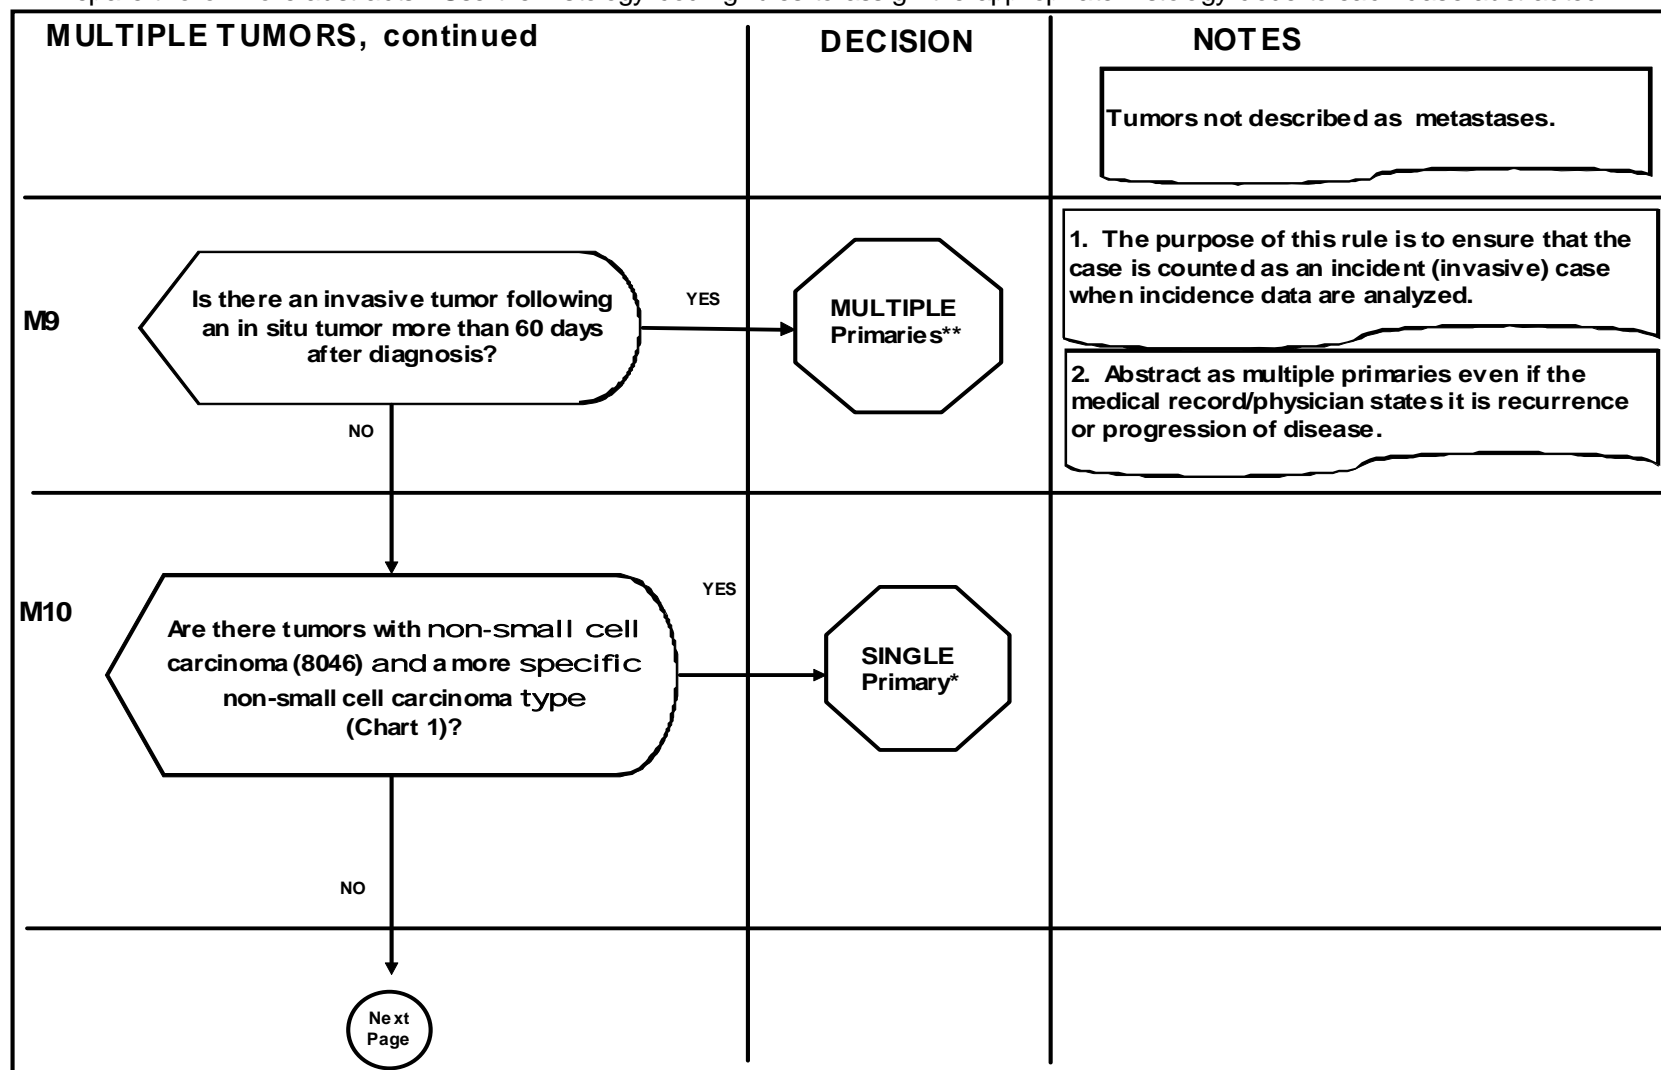 MULTIPLE TUMORS, continued
DECISION
NOTES
Tumors not described as metastases.
M9
Is there an invasive tumor following
an in situ tumor more than 60 days
after diagnosis?
YES
MULTIPLE
Primaries**
1. The purpose of this rule is to ensure that the
case is counted as an incident (invasive) case
when incidence data are analyzed.
2. Abstract as multiple primaries even if the
medical record/physician states it is recurrence
or progression of disease.
NO
M10
Are there tumors with non-small cell
carcinoma (8046) and a more specific
non-small cell carcinoma type
(Chart 1)?
YES
SINGLE
Primary*
NO
Next
Page